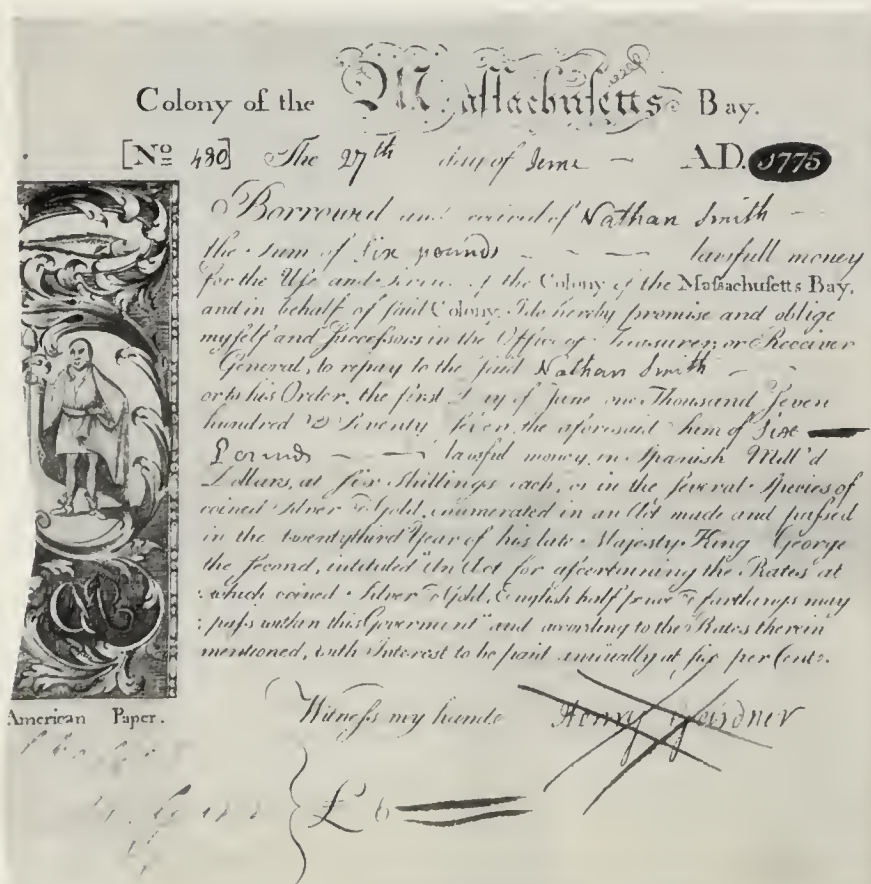 Colony of the Massachusetts Bay.
[No 480] The 27th day of June AD. 1775
Borrowed and received of Nathan Smith
the Sum of Six pounds lawfull money
for the Use and Service of the Colony of the Massachusetts Bay,
and in behalf of said Colony, I do hereby promise and oblige
myself and Successors in the Office of Treasurer, or Receiver
General, to repay to the said Nathan Smith
or to his Order, the first Day of June one Thousand Seven
hundred & Seventy Seven the aforesaid Sum of Six
Pounds lawful money, in Spanish Mill'd
Dollars, at Six Shillings each, or in the several Species of
coined Silver & Gold, enumerated in an Act made and passed
in the twenty third Year of his late Majesty King George
the Second, intituled "An Act for ascertaining the Rates at
which coined Silver & Gold, English half pence & farthings may
pass within this Goverment" and according to the Rates therein
mentioned, with Interest to be paid annually at six per Cent.
American Paper.
Witness my hand Henry Gardner
£6